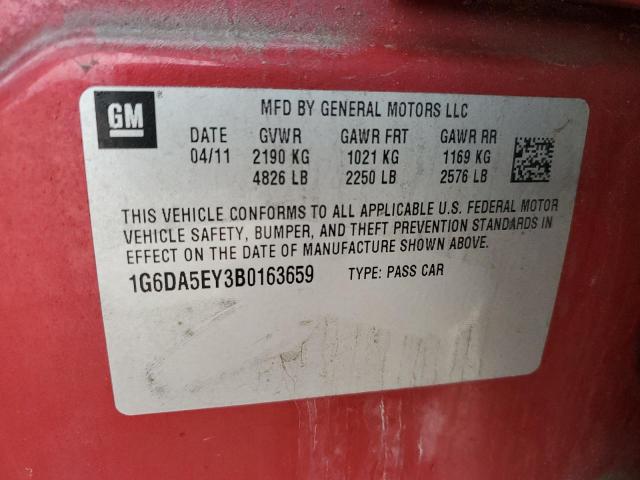 GM
®
MFD BY GENERAL MOTORS LLC
DATE GVWR GAWR FRT GAWR RR
04/11 2190 KG 1021 KG 1169 KG
4826 LB 2250 LB 2576 LB
THIS VEHICLE CONFORMS TO ALL APPLICABLE U.S. FEDERAL MOTOR
VEHICLE SAFETY, BUMPER, AND THEFT PREVENTION STANDARDS IN
EFFECT ON THE DATE OF MANUFACTURE SHOWN ABOVE.
1G6DA5EY3B0163659 TYPE: PASS CAR